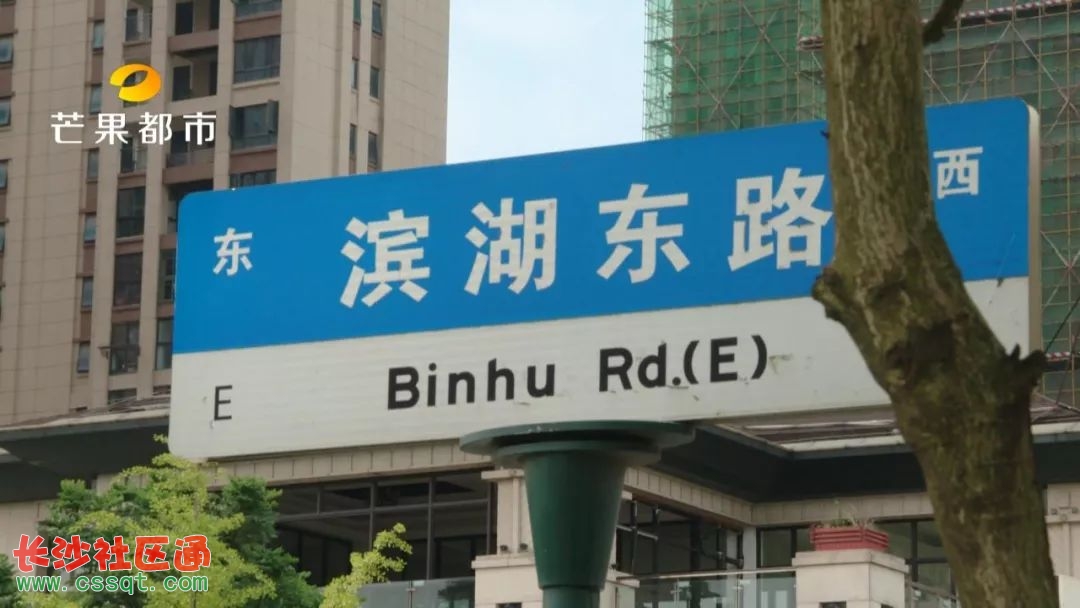 芒果都市
东 滨湖东路 西
E Binhu Rd.(E)
长沙社区通
www.cssqt.com